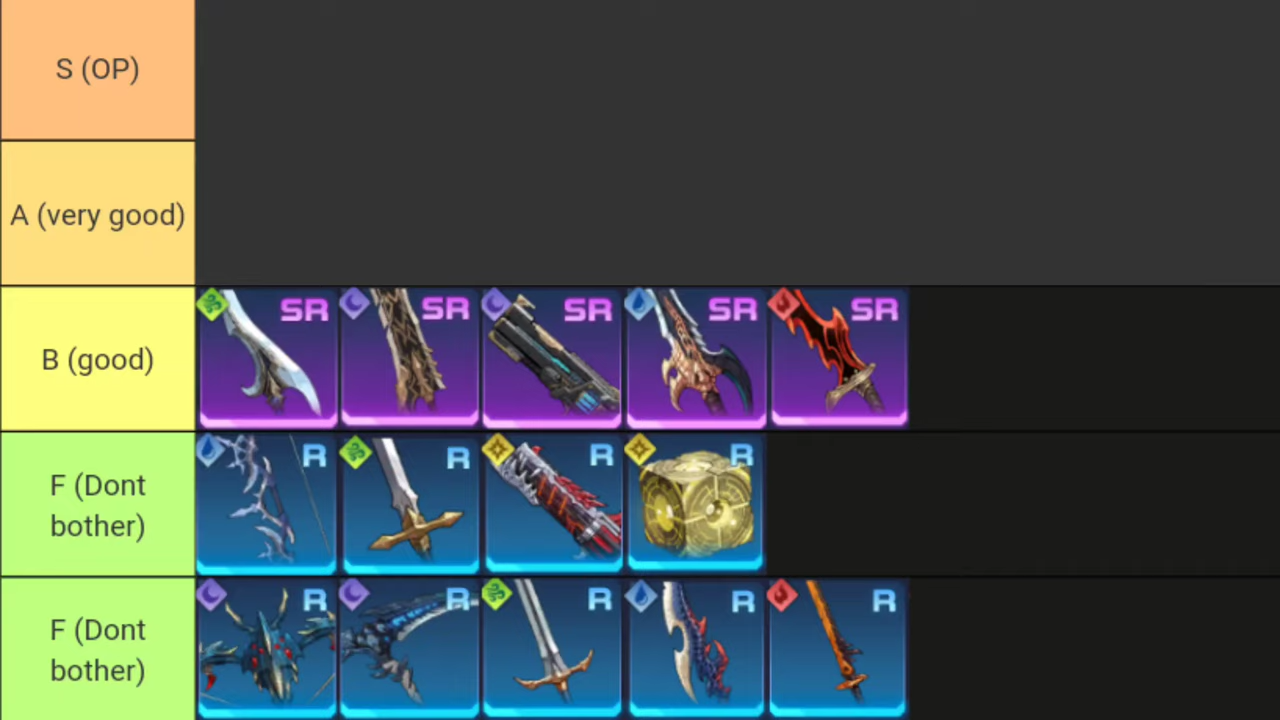 S (OP)
A (very good)
B (good)
SR
SR
SR
SR
SR
F (Dont
bother)
R
R
R
R
F (Dont
bother)
R
R
R
R
R